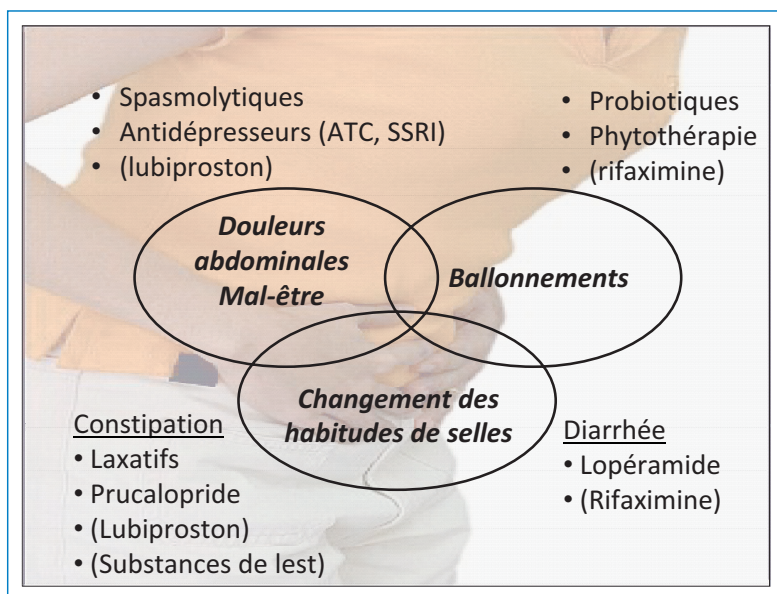 • Spasmolytiques
• Antidépresseurs (ATC, SSRI)
• (lubiproston)
• Probiotiques
• Phytothérapie
• (rifaximine)
Douleurs
abdominales
Mal-être
Ballonnements
Changement des
habitudes de selles
Constipation
• Laxatifs
• Prucalopride
• (Lubiproston)
• (Substances de lest)
Diarrhée
• Lopéramide
• (Rifaximine)